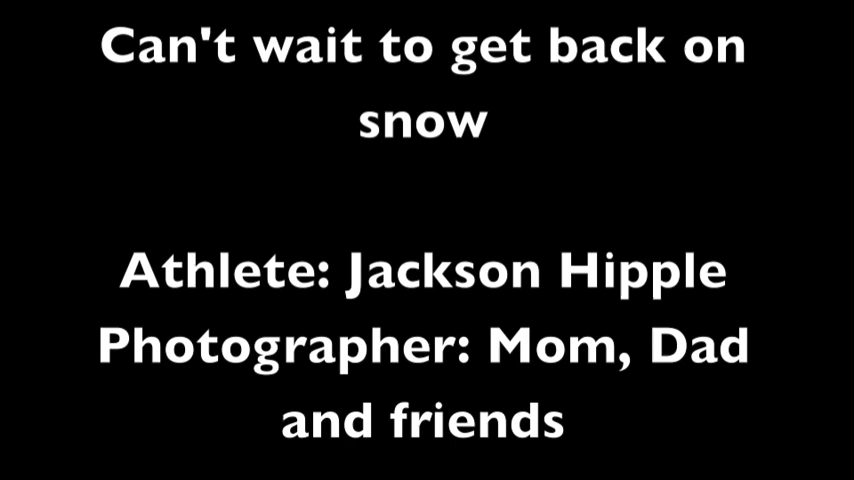 Can't wait to get back on
snow
Athlete: Jackson Hipple
Photographer: Mom, Dad
and friends